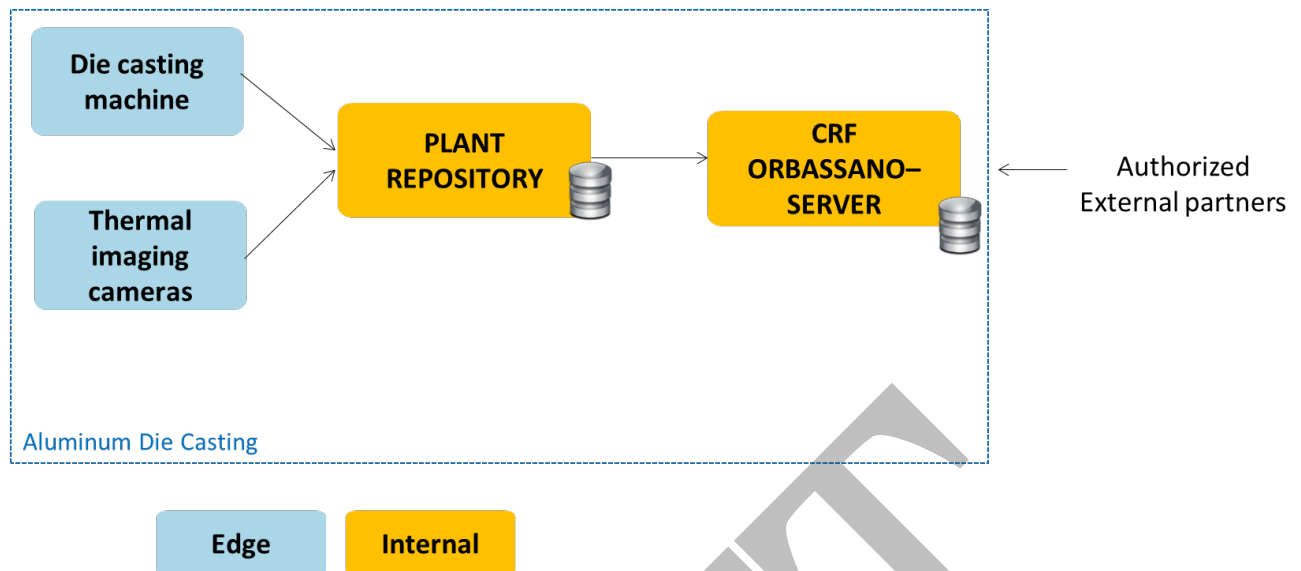 Die casting
machine
PLANT
REPOSITORY
CRF
ORBASSANO–
SERVER
Authorized
External partners
Thermal
imaging
cameras
Aluminum Die Casting
Edge
Internal